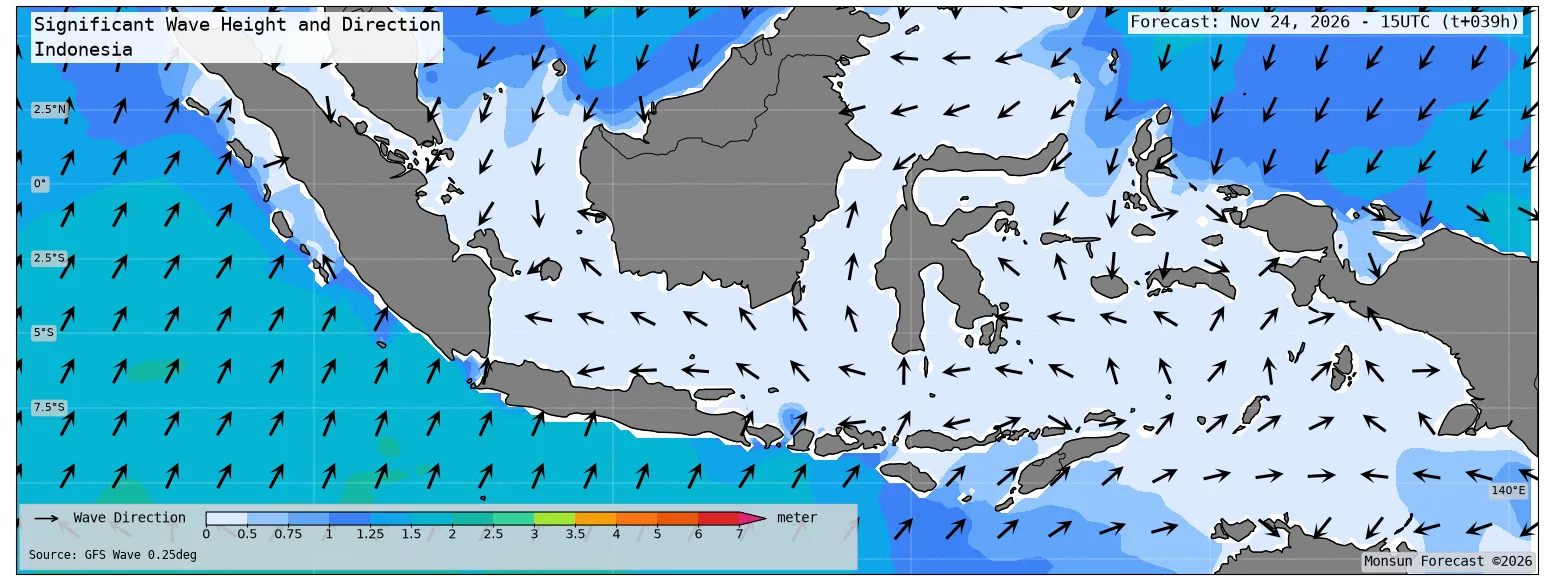 Significant Wave Height and Direction
Indonesia
Forecast: Nov 24, 2026 - 15UTC (t+039h)
2.5°N
0°
2.5°S
5°S
7.5°S
140°E
Wave Direction
meter
0 0.5 0.75 1 1.25 1.5 2 2.5 3 3.5 4 5 6 7
Source: GFS Wave 0.25deg
Monsun Forecast ©2026